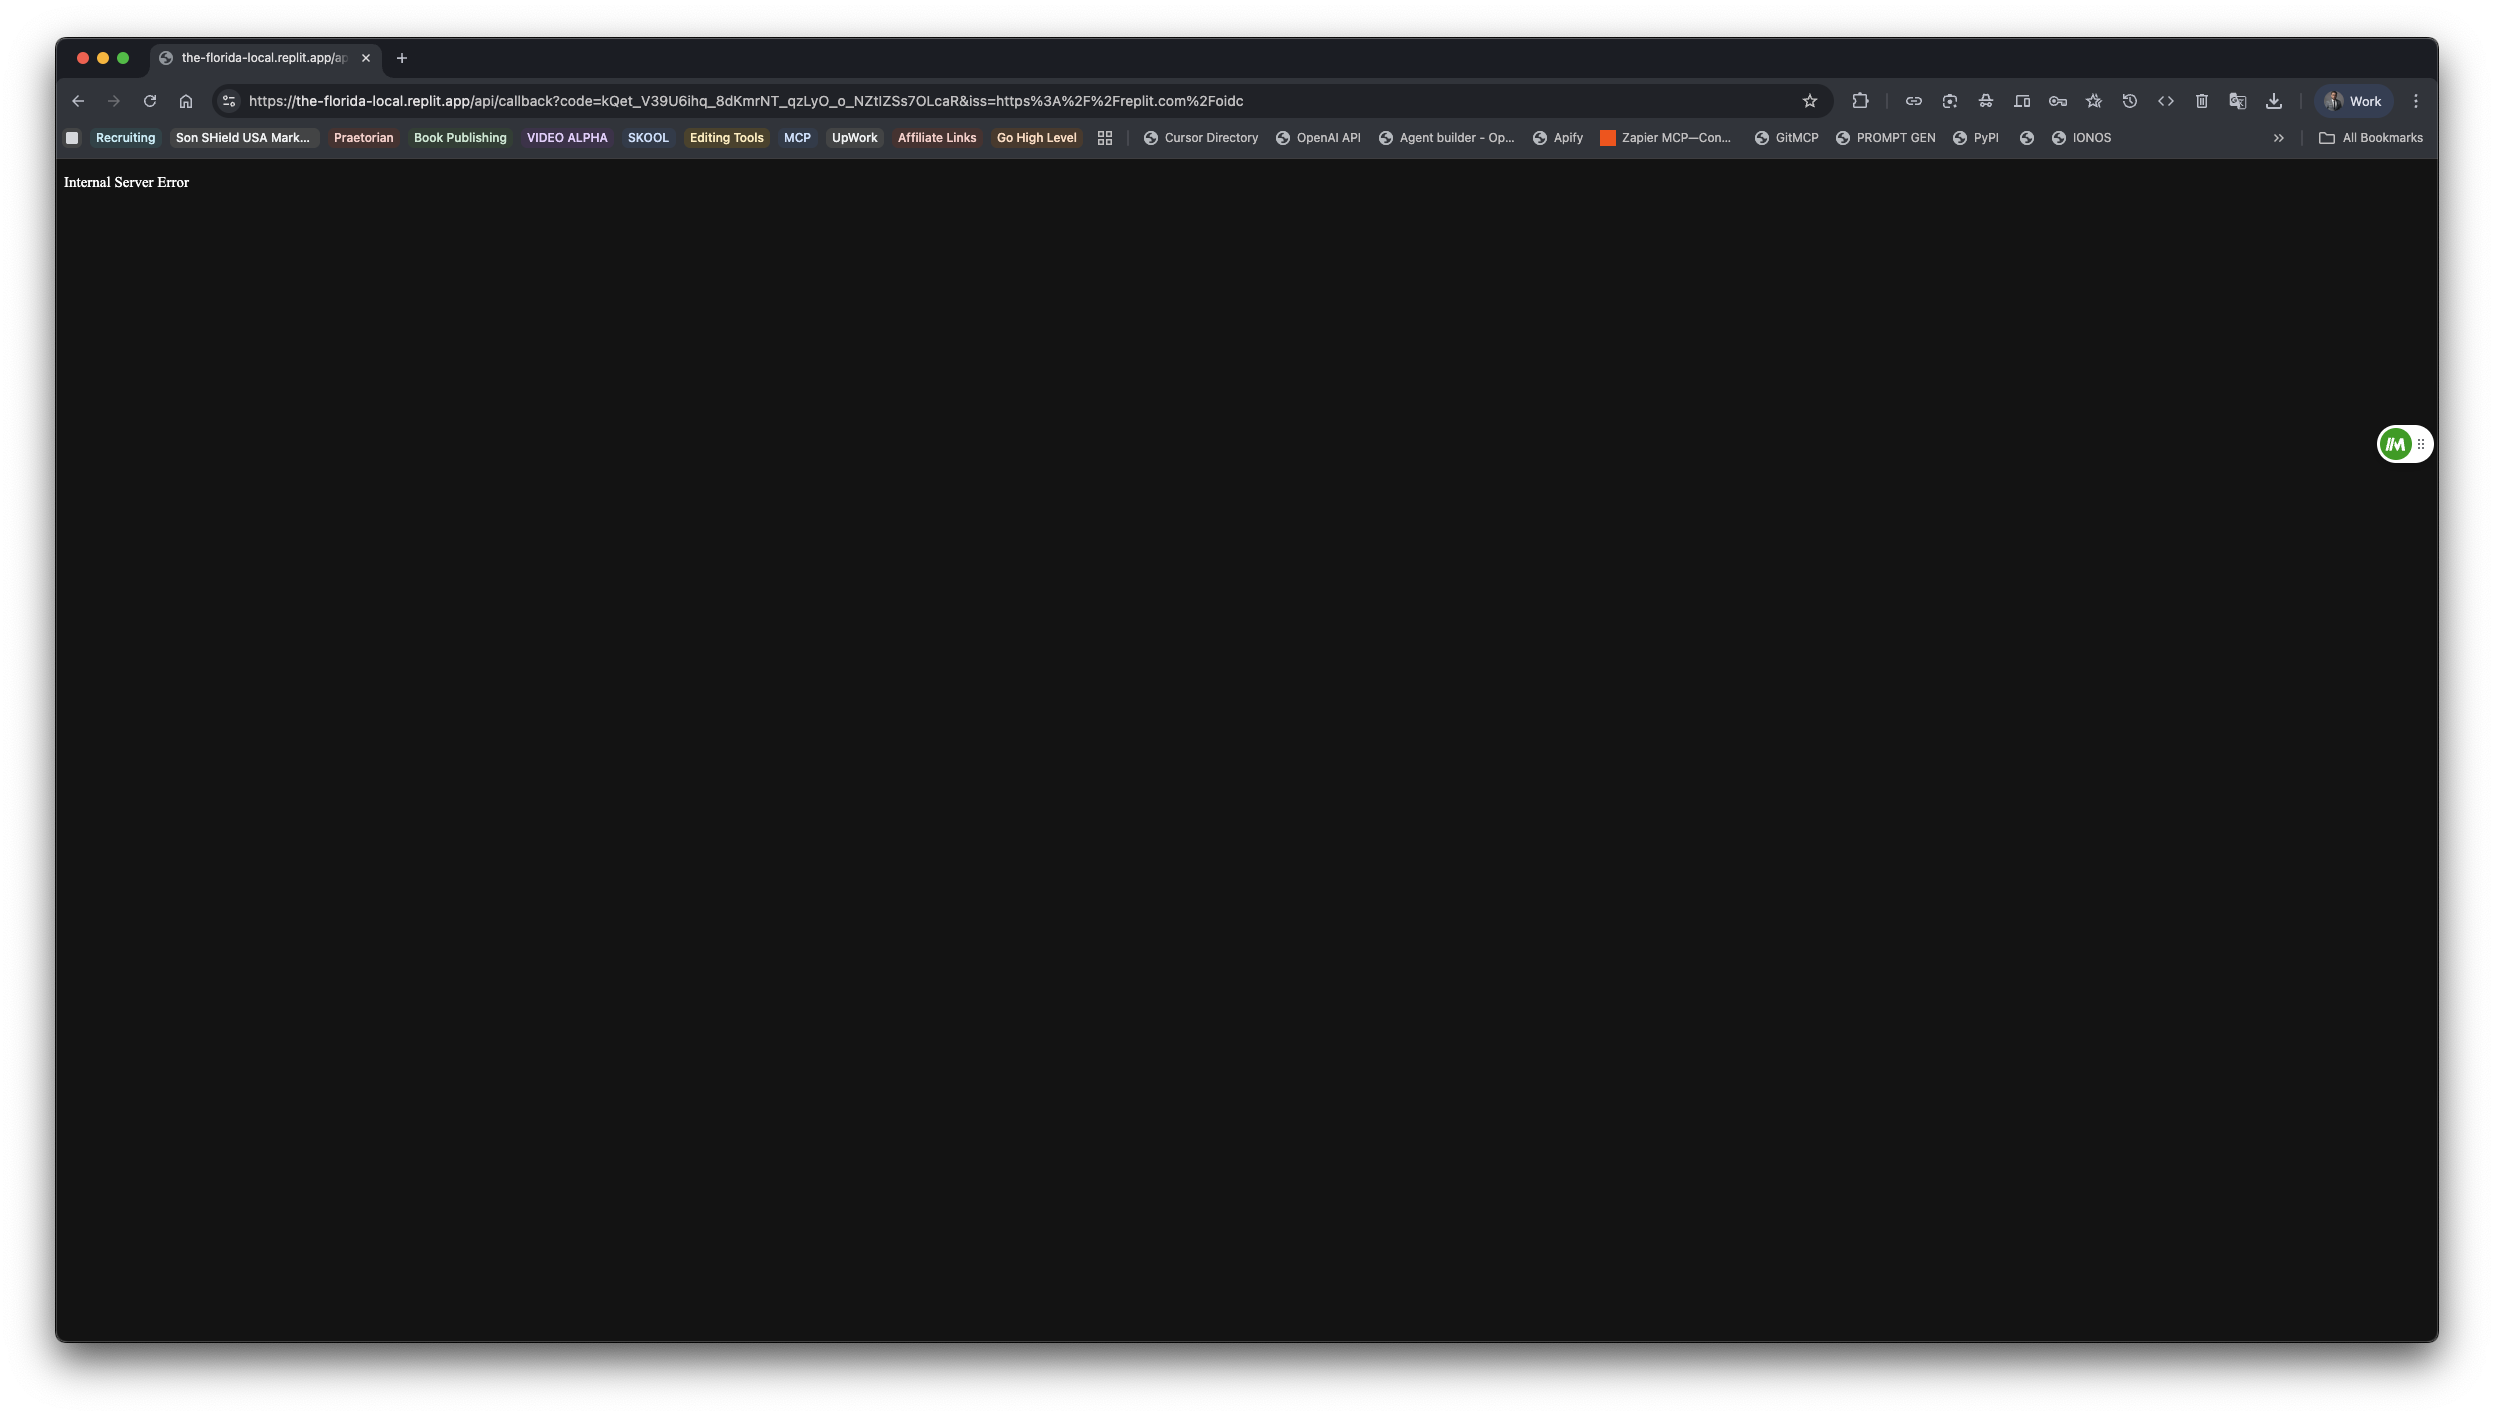 the-florida-local.replit.app/ap
https://the-florida-local.replit.app/api/callback?code=kQet_V39U6ihq_8dKmrNT_qzLyO_o_NZtIZSs7OLcaR&iss=https%3A%2F%2Freplit.com%2Foidc
Work
Recruiting Son SHield USA Mark... Praetorian Book Publishing VIDEO ALPHA SKOOL Editing Tools MCP UpWork Affiliate Links Go High Level Cursor Directory OpenAI API Agent builder - Op... Apify Zapier MCP—Con... GitMCP PROMPT GEN PyPI IONOS All Bookmarks
Internal Server Error